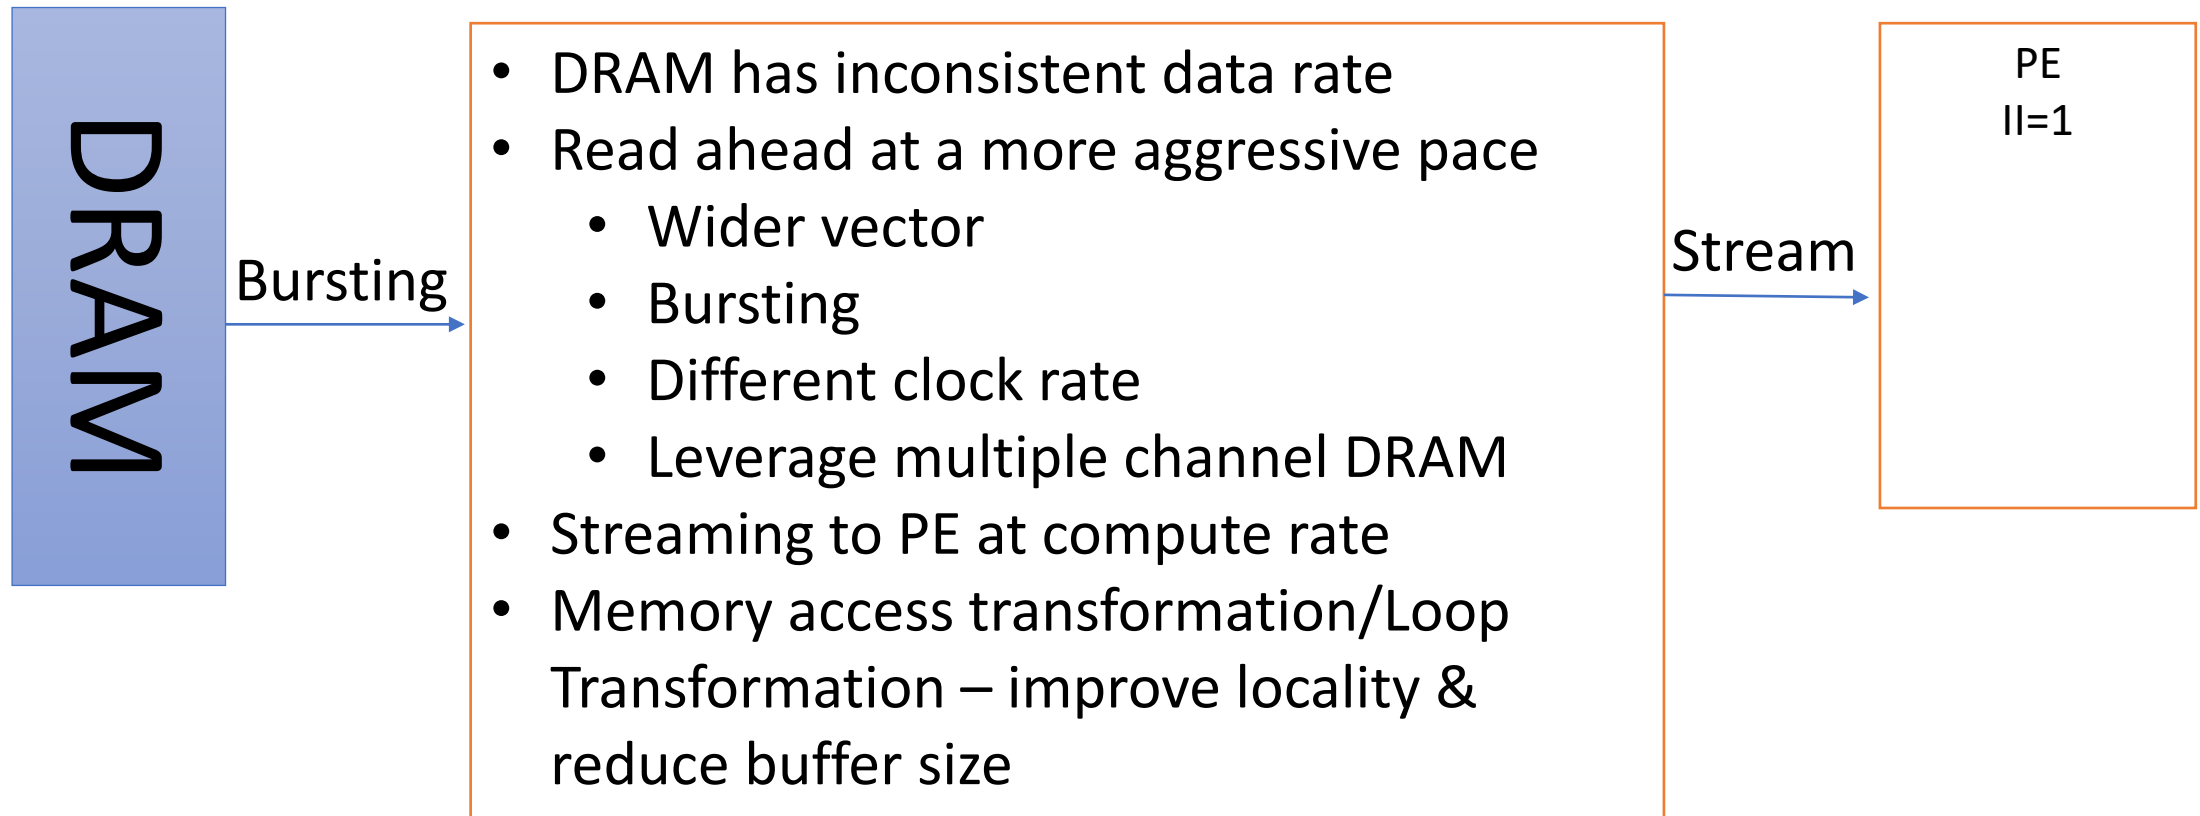 DRAM
Bursting
• DRAM has inconsistent data rate
• Read ahead at a more aggressive pace
• Wider vector
• Bursting
• Different clock rate
• Leverage multiple channel DRAM
• Streaming to PE at compute rate
• Memory access transformation/Loop
Transformation – improve locality &
reduce buffer size
Stream
PE
II=1